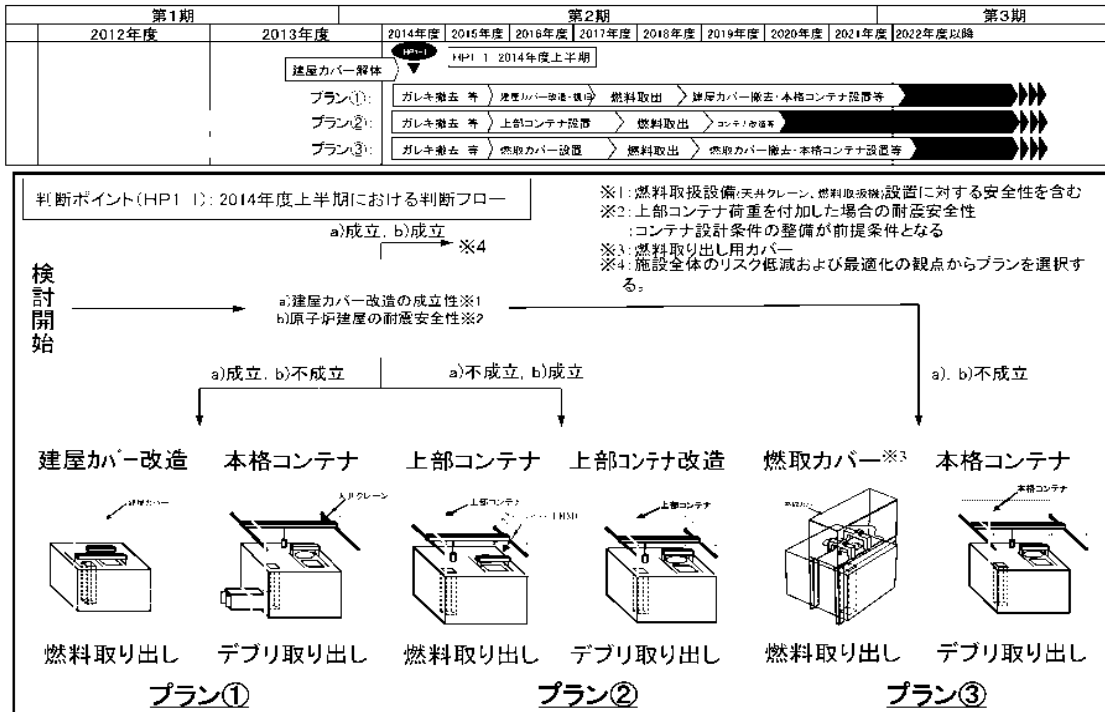 第1期 第2期 第3期
2012年度 2013年度 2014年度 2015年度 2016年度 2017年度 2018年度 2019年度 2020年度 2021年度 2022年度以降
HP1-1
HP1-1 2014年度上半期
建屋カバー解体
プラン①: ガレキ撤去 等 建屋カバー改造・復旧 燃料取出 建屋カバー撤去・本格コンテナ設置等
プラン②: ガレキ撤去 等 上部コンテナ設置 燃料取出 コンテナ改造等
プラン③: ガレキ撤去 等 燃取カバー設置 燃料取出 燃取カバー撤去・本格コンテナ設置等
判断ポイント(HP1-1): 2014年度上半期における判断フロー
※1:燃料取扱設備(天井クレーン、燃料取扱機)設置に対する安全性を含む
※2:上部コンテナ荷重を付加した場合の耐震安全性
:コンテナ設計条件の整備が前提条件となる
※3:燃料取り出し用カバー
※4:施設全体のリスク低減および最適化の観点からプランを選択す
る。
a)成立, b)成立
※4
検討開始
a)建屋カバー改造の成立性※1
b)原子炉建屋の耐震安全性※2
a)成立, b)不成立
a)不成立, b)成立
a), b)不成立
建屋カバー改造 本格コンテナ 上部コンテナ 上部コンテナ改造 燃取カバー※3 本格コンテナ
建屋カバー
天井クレーン
上部コンテナ
上部コンテナ
本格コンテナ
燃料取り出し デブリ取り出し 燃料取り出し デブリ取り出し 燃料取り出し デブリ取り出し
プラン① プラン② プラン③